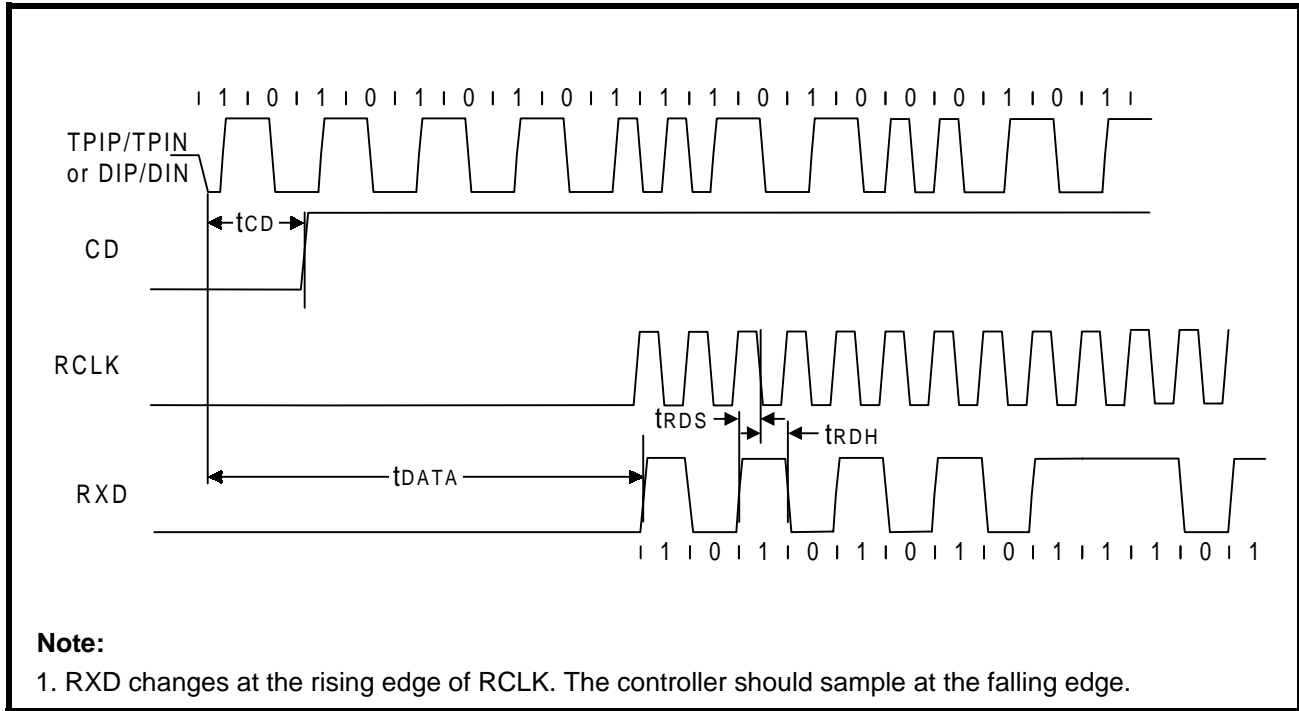 1 0 1 0 1 0 1 0 1 1 1 0 1 0 0 0 1 0 1
TPIP/TPIN
or DIP/DIN
tCD
CD
RCLK
tRDS
tRDH
tDATA
RXD
1 0 1 0 1 0 1 0 1 1 1 0 1
Note:
1. RXD changes at the rising edge of RCLK. The controller should sample at the falling edge.